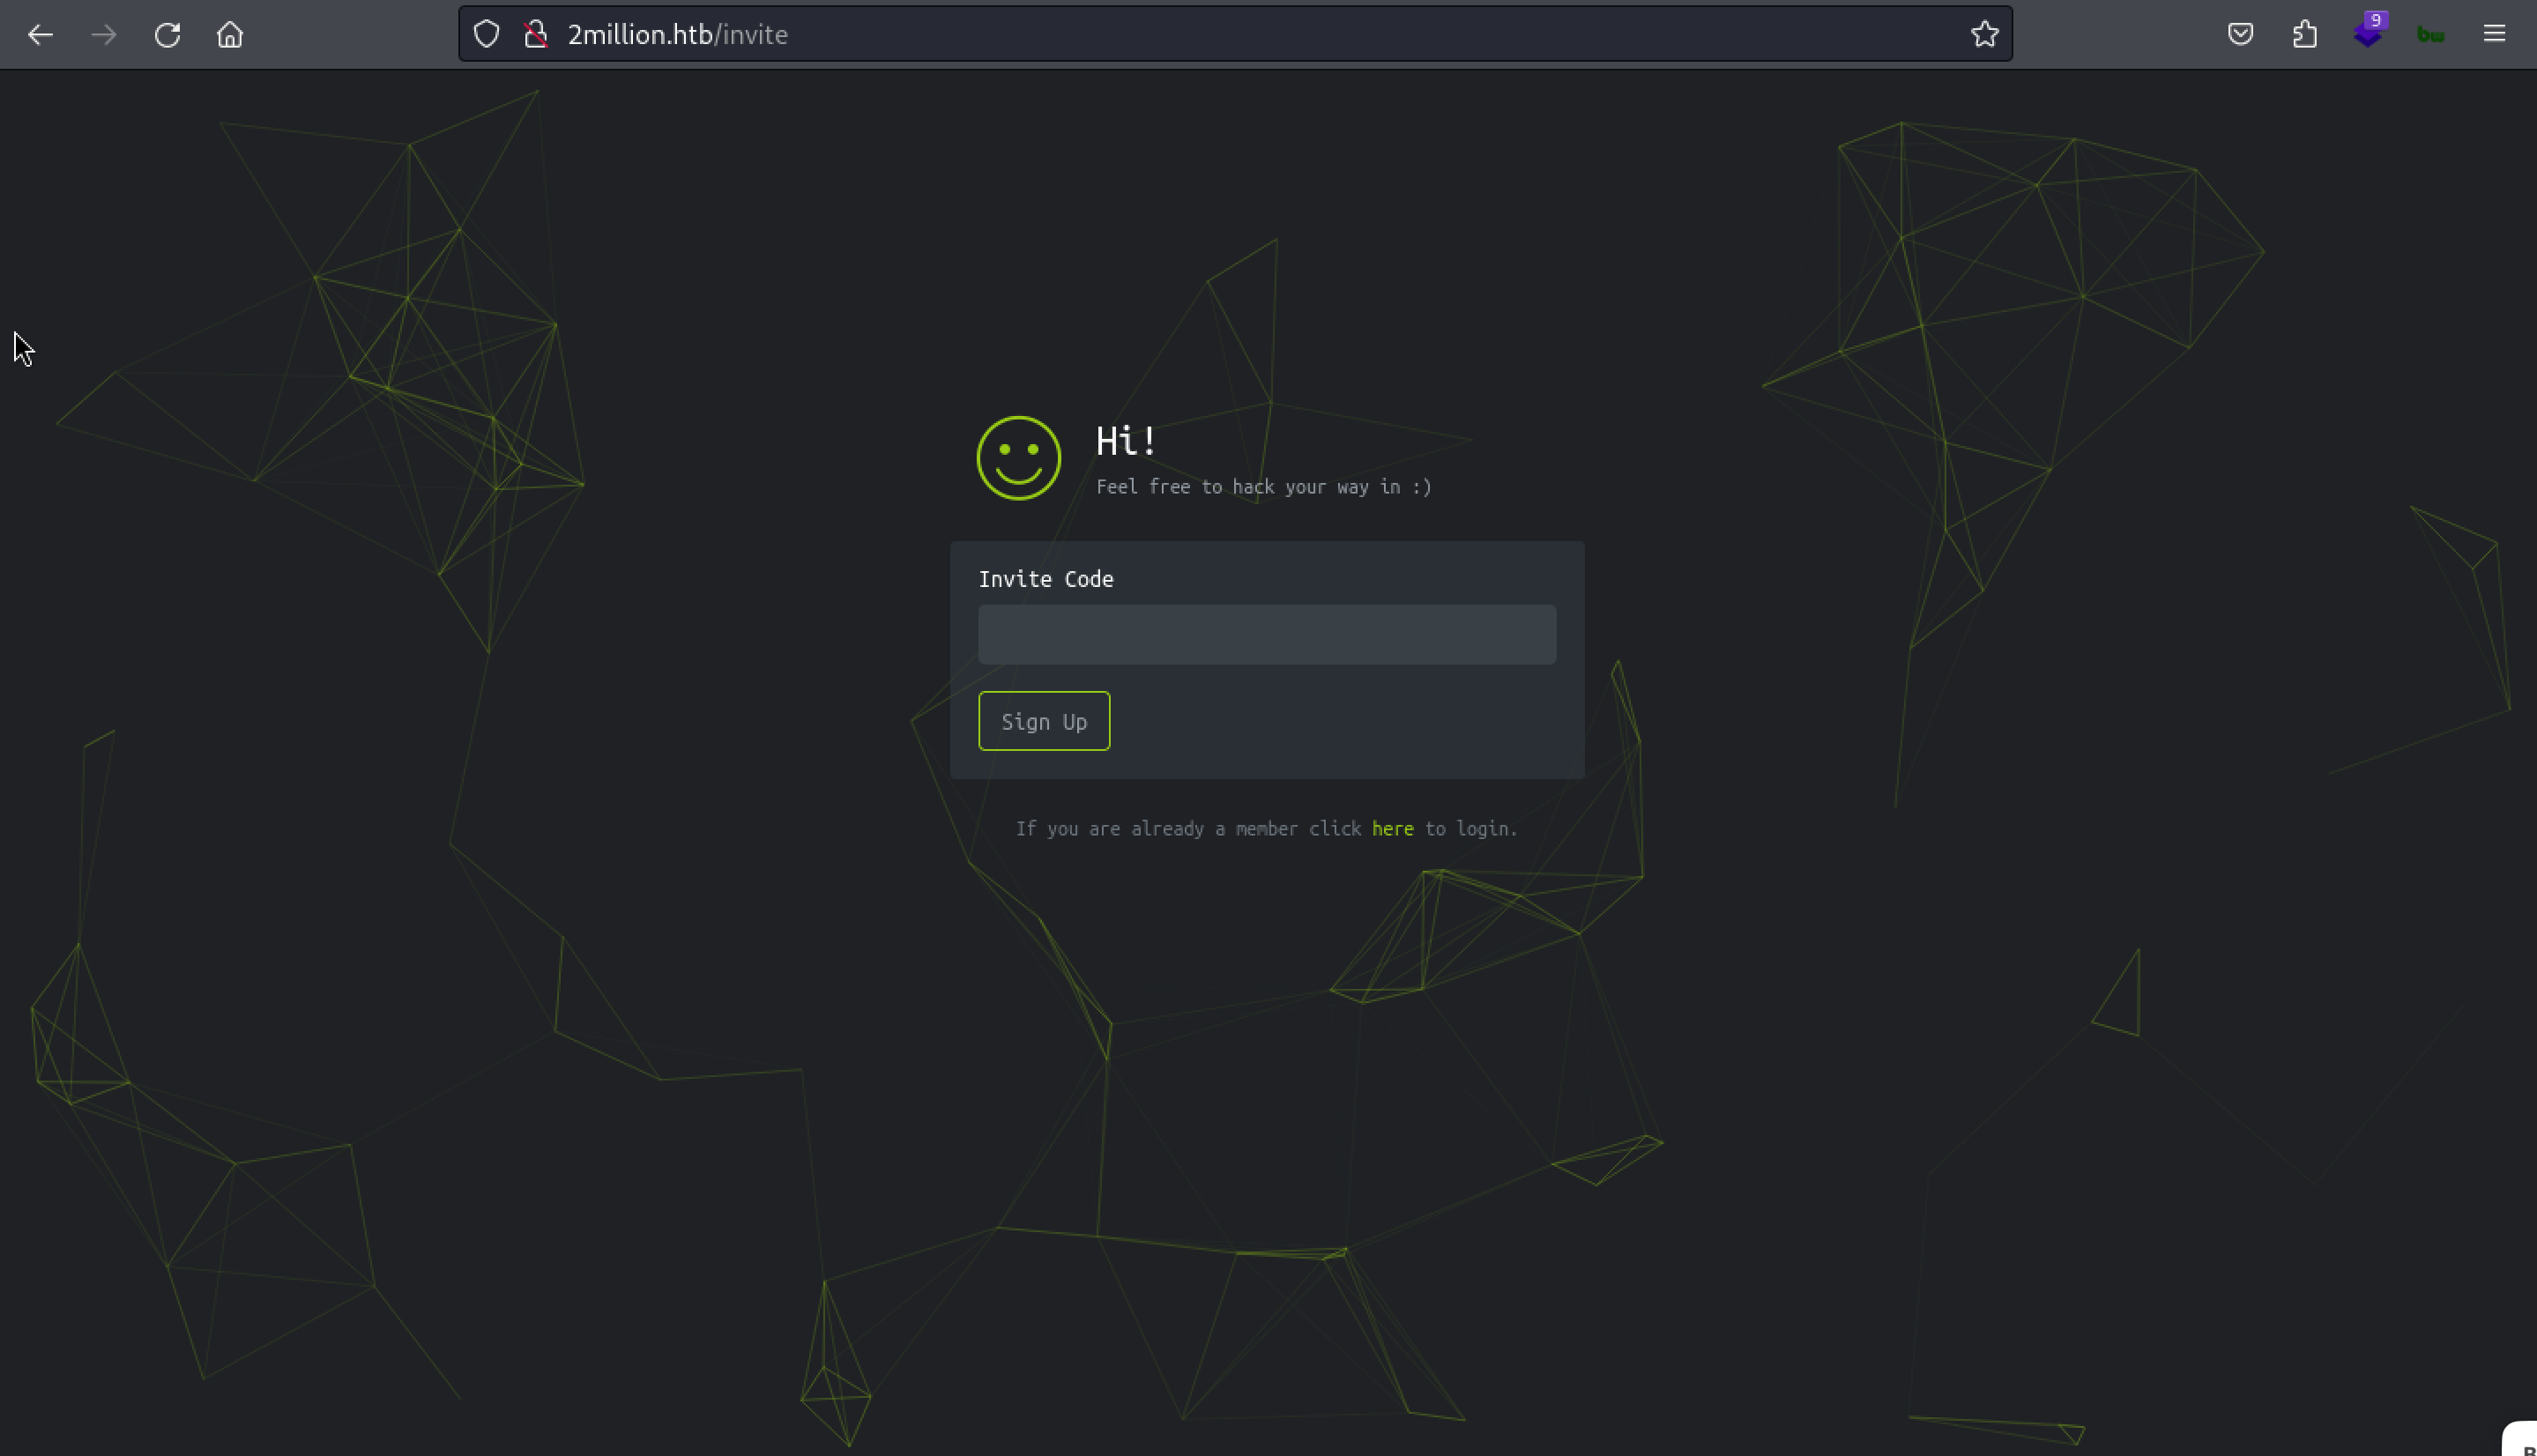 2million.htb/invite
9
bw
Hi!
Feel free to hack your way in :)
Invite Code
Sign Up
If you are already a member click here to login.